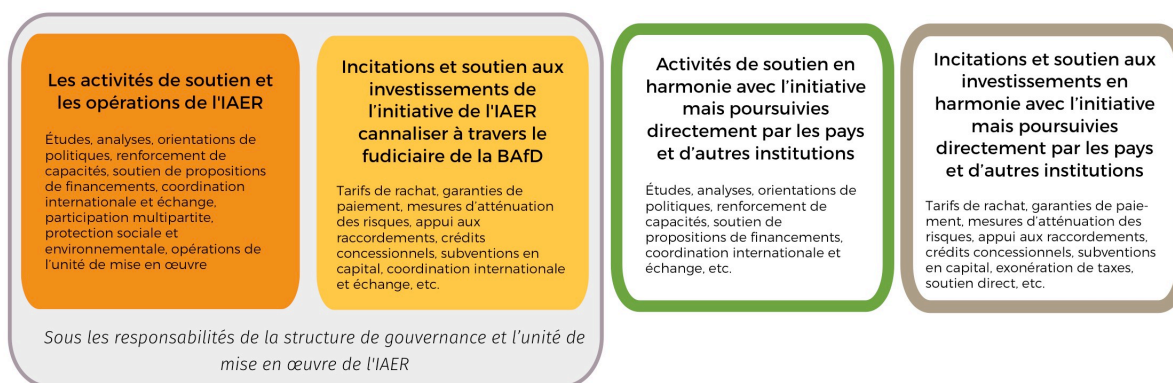 Les activités de soutien et
les opérations de l'IAER
Études, analyses, orientations de
politiques, renforcement de
capacités, soutien de propositions
de financements, coordination
internationale et échange,
participation multipartite,
protection sociale et
environnementale, opérations de
l'unité de mise en œuvre
Incitations et soutien aux
investissements de
l'initiative de l'IAER
cannaliser à travers le
fudiciaire de la BAfD
Tarifs de rachat, garanties de
paiement, mesures d'atténuation
des risques, appui aux
raccordements, crédits
concessionnels, subventions en
capital, coordination internationale
et échange, etc.
Sous les responsabilités de la structure de gouvernance et l'unité de
mise en œuvre de l'IAER
Activités de soutien en
harmonie avec l'initiative
mais poursuivies
directement par les pays
et d'autres institutions
Études, analyses, orientations de
politiques, renforcement de
capacités, soutien de
propositions de financements,
coordination internationale et
échange, etc.
Incitations et soutien aux
investissements en
harmonie avec l'initiative
mais poursuivies
directement par les pays
et d'autres institutions
Tarifs de rachat, garanties de paie-
ment, mesures d'atténuation des
risques, appui aux raccordements,
crédits concessionnels, subventions
en capital, exonération de taxes,
soutien direct, etc.